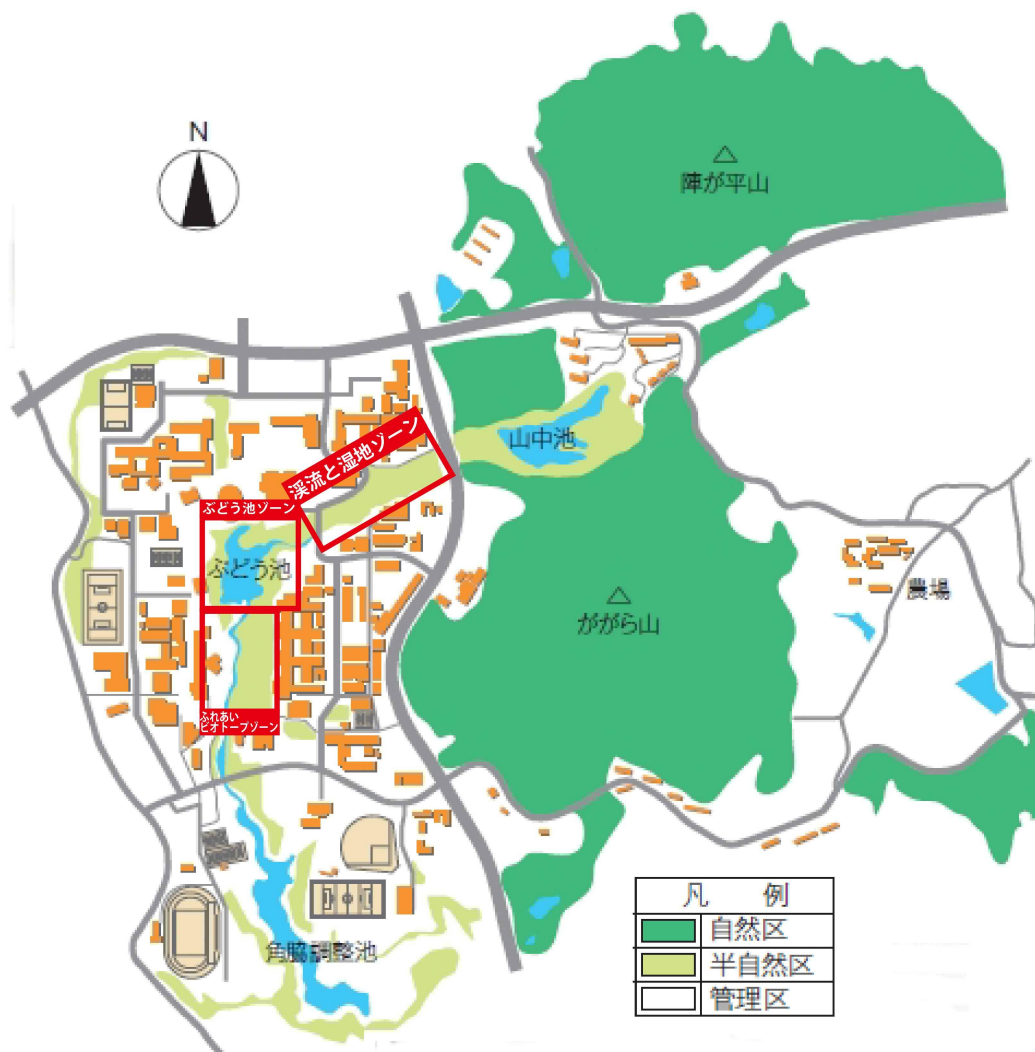 N
陣が平山
山中池
渓流と湿地ゾーン
ぶどう池ゾーン
ぶどう池
ががら山
農場
ふれあい
ビオトープゾーン
角脇調整池
凡 例
自然区
半自然区
管理区